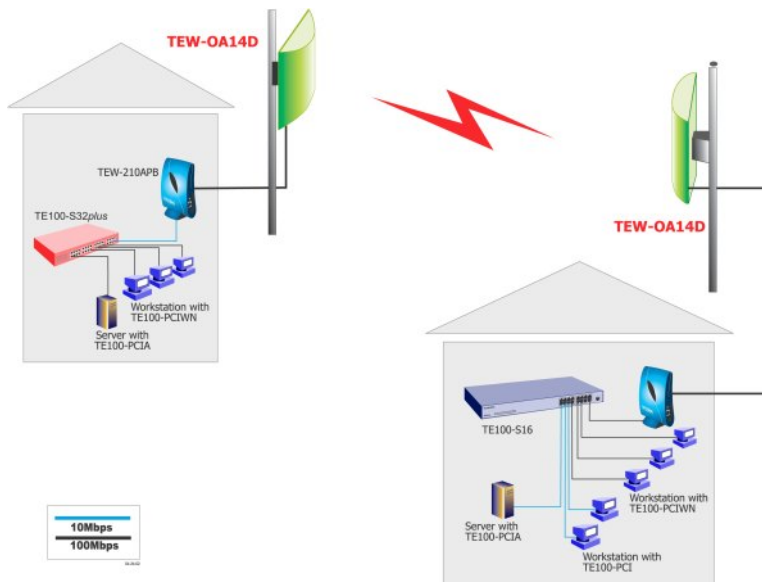 TEW-OA14D
TEW-210APB
TE100-S32plus
Workstation with
TE100-PCIWN
Server with
TE100-PCIA
TEW-OA14D
TE100-S16
Workstation with
TE100-PCIWN
Server with
TE100-PCIA
Workstation with
TE100-PCI
10Mbps
100Mbps